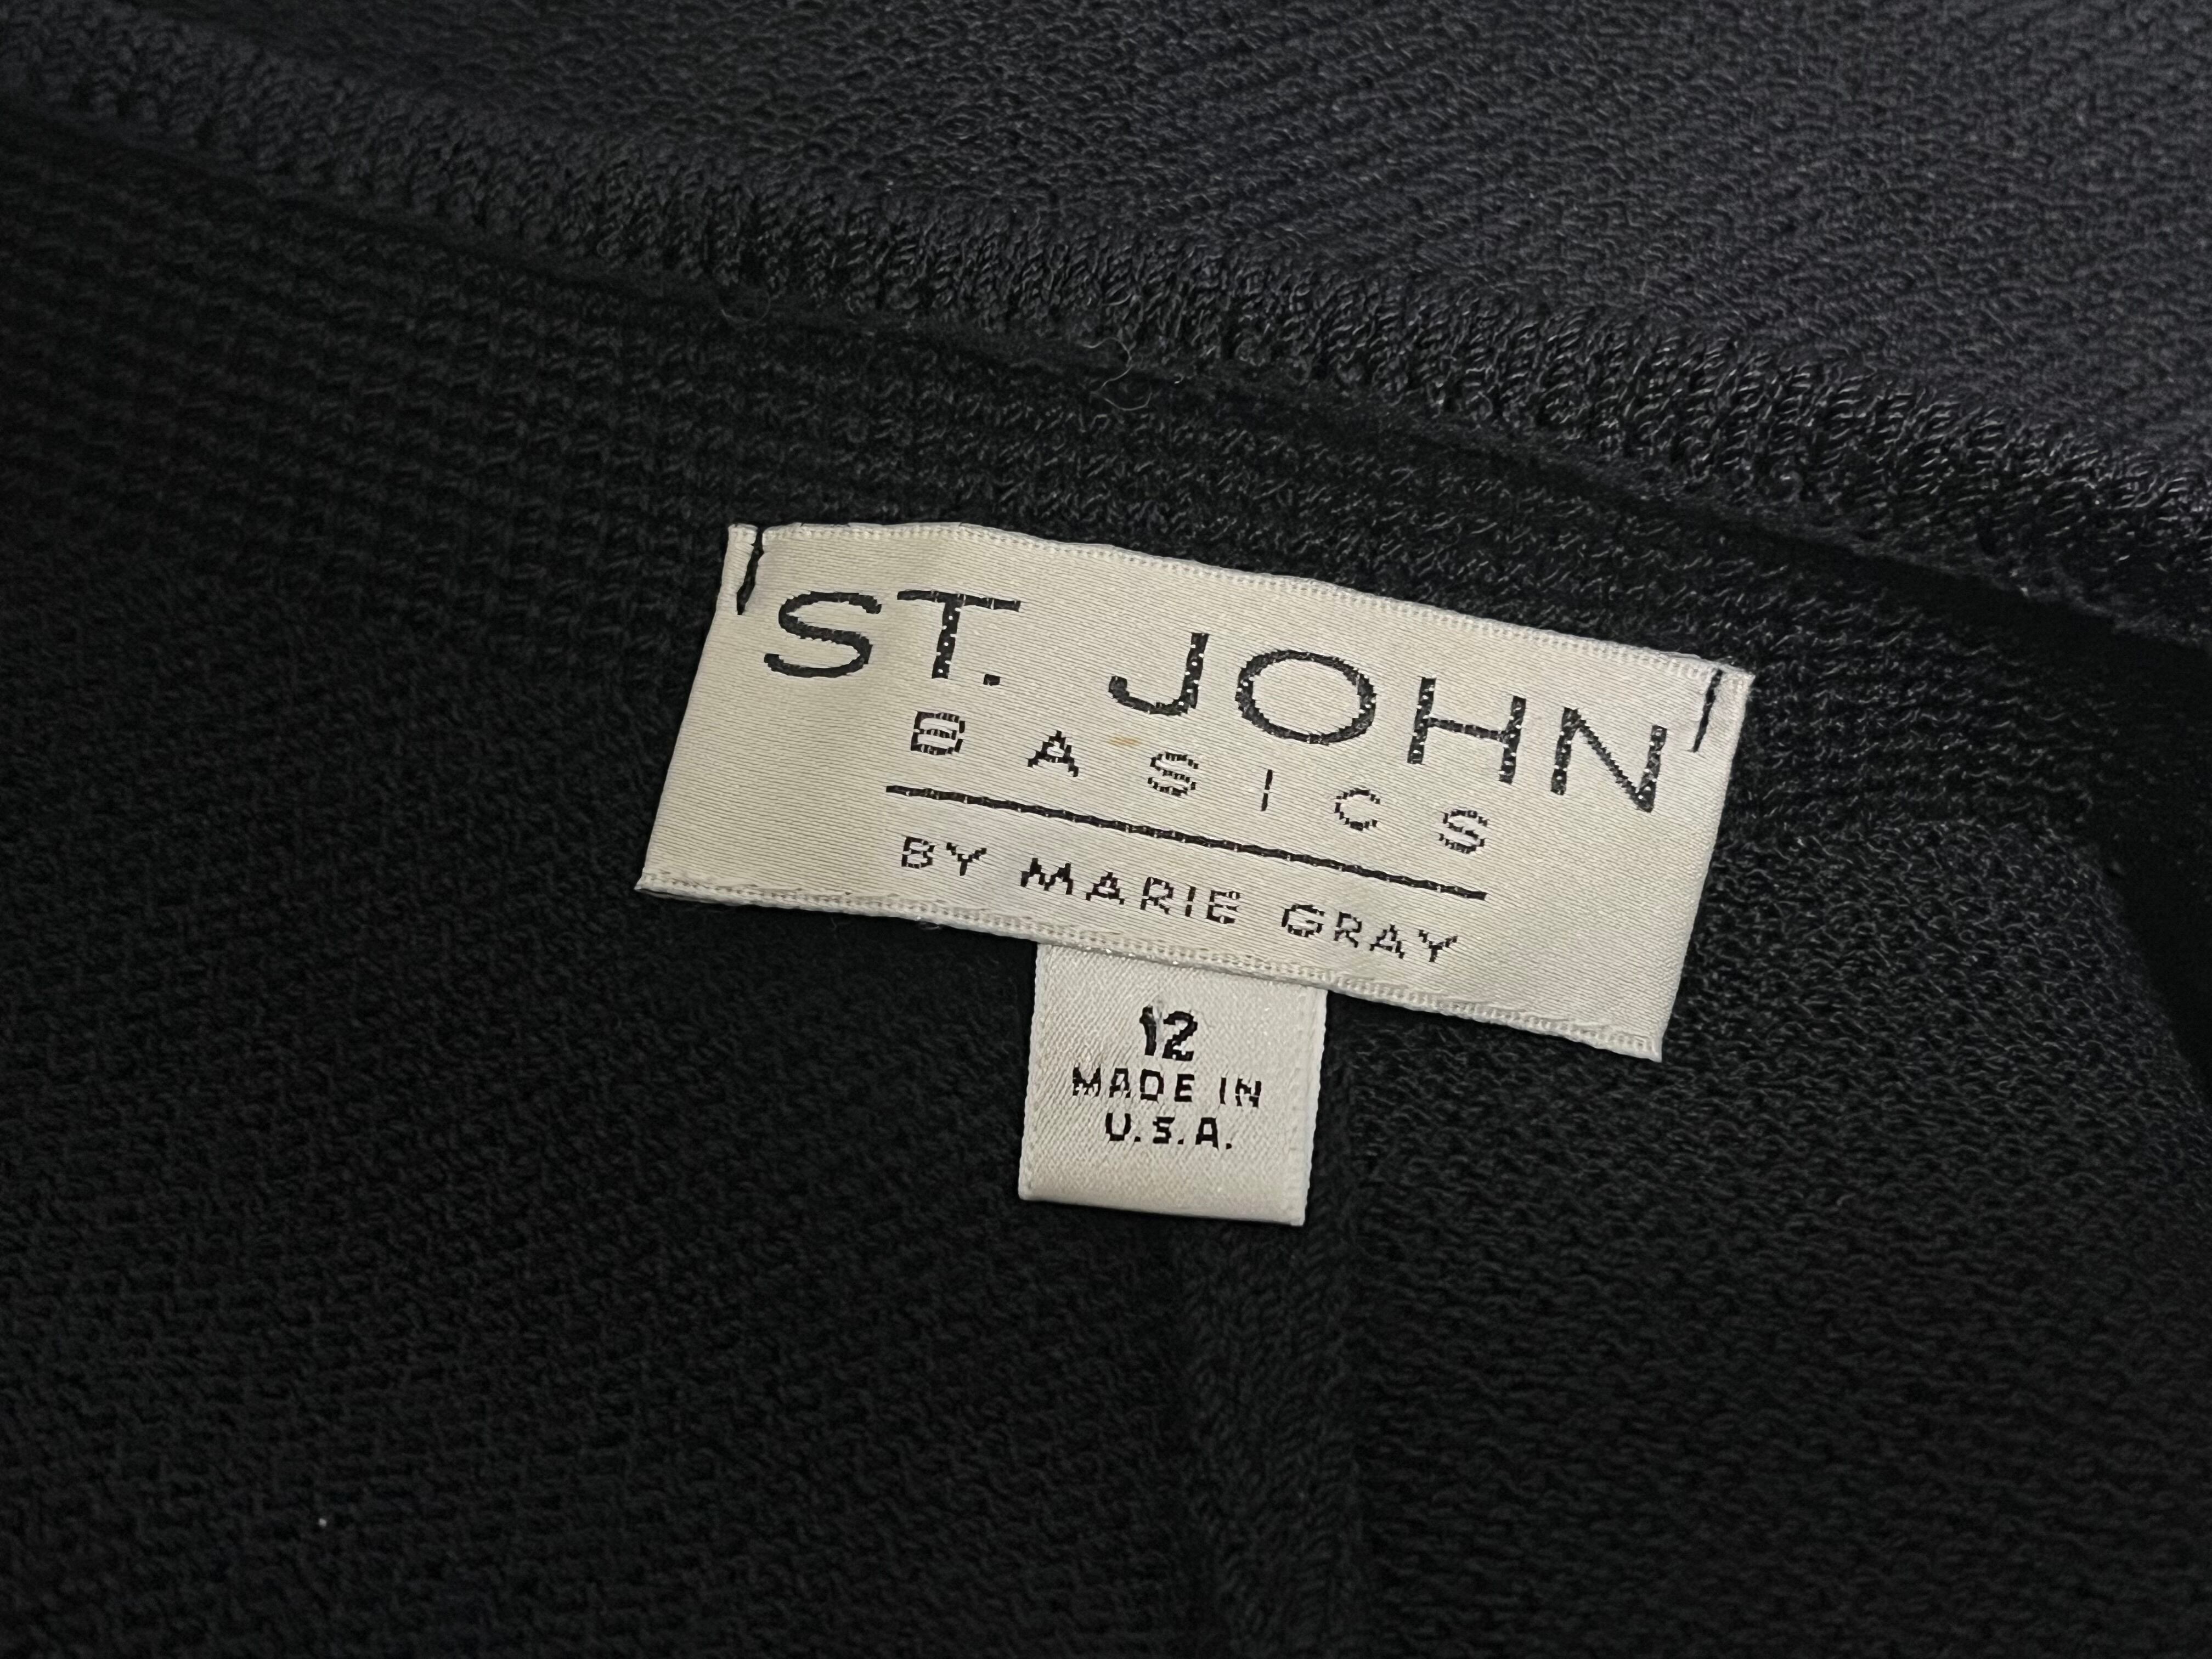 ST. JOHN
BASICS
BY MARIE GRAY
12
MADE IN
U.S.A.